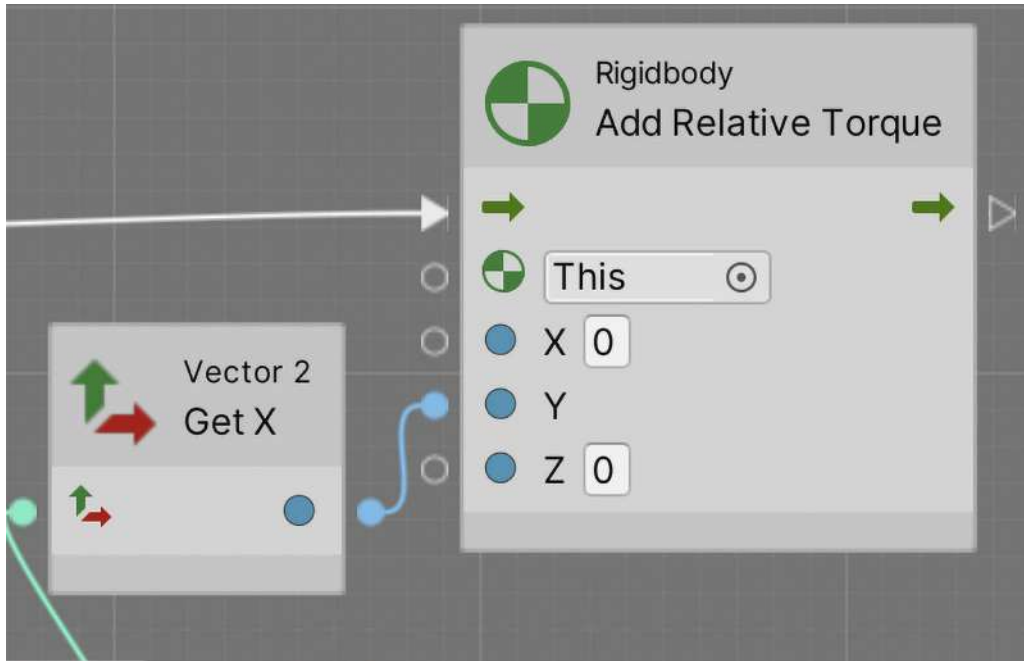 Rigidbody
Add Relative Torque
This
X 0
Vector 2
Get X
Y
Z 0